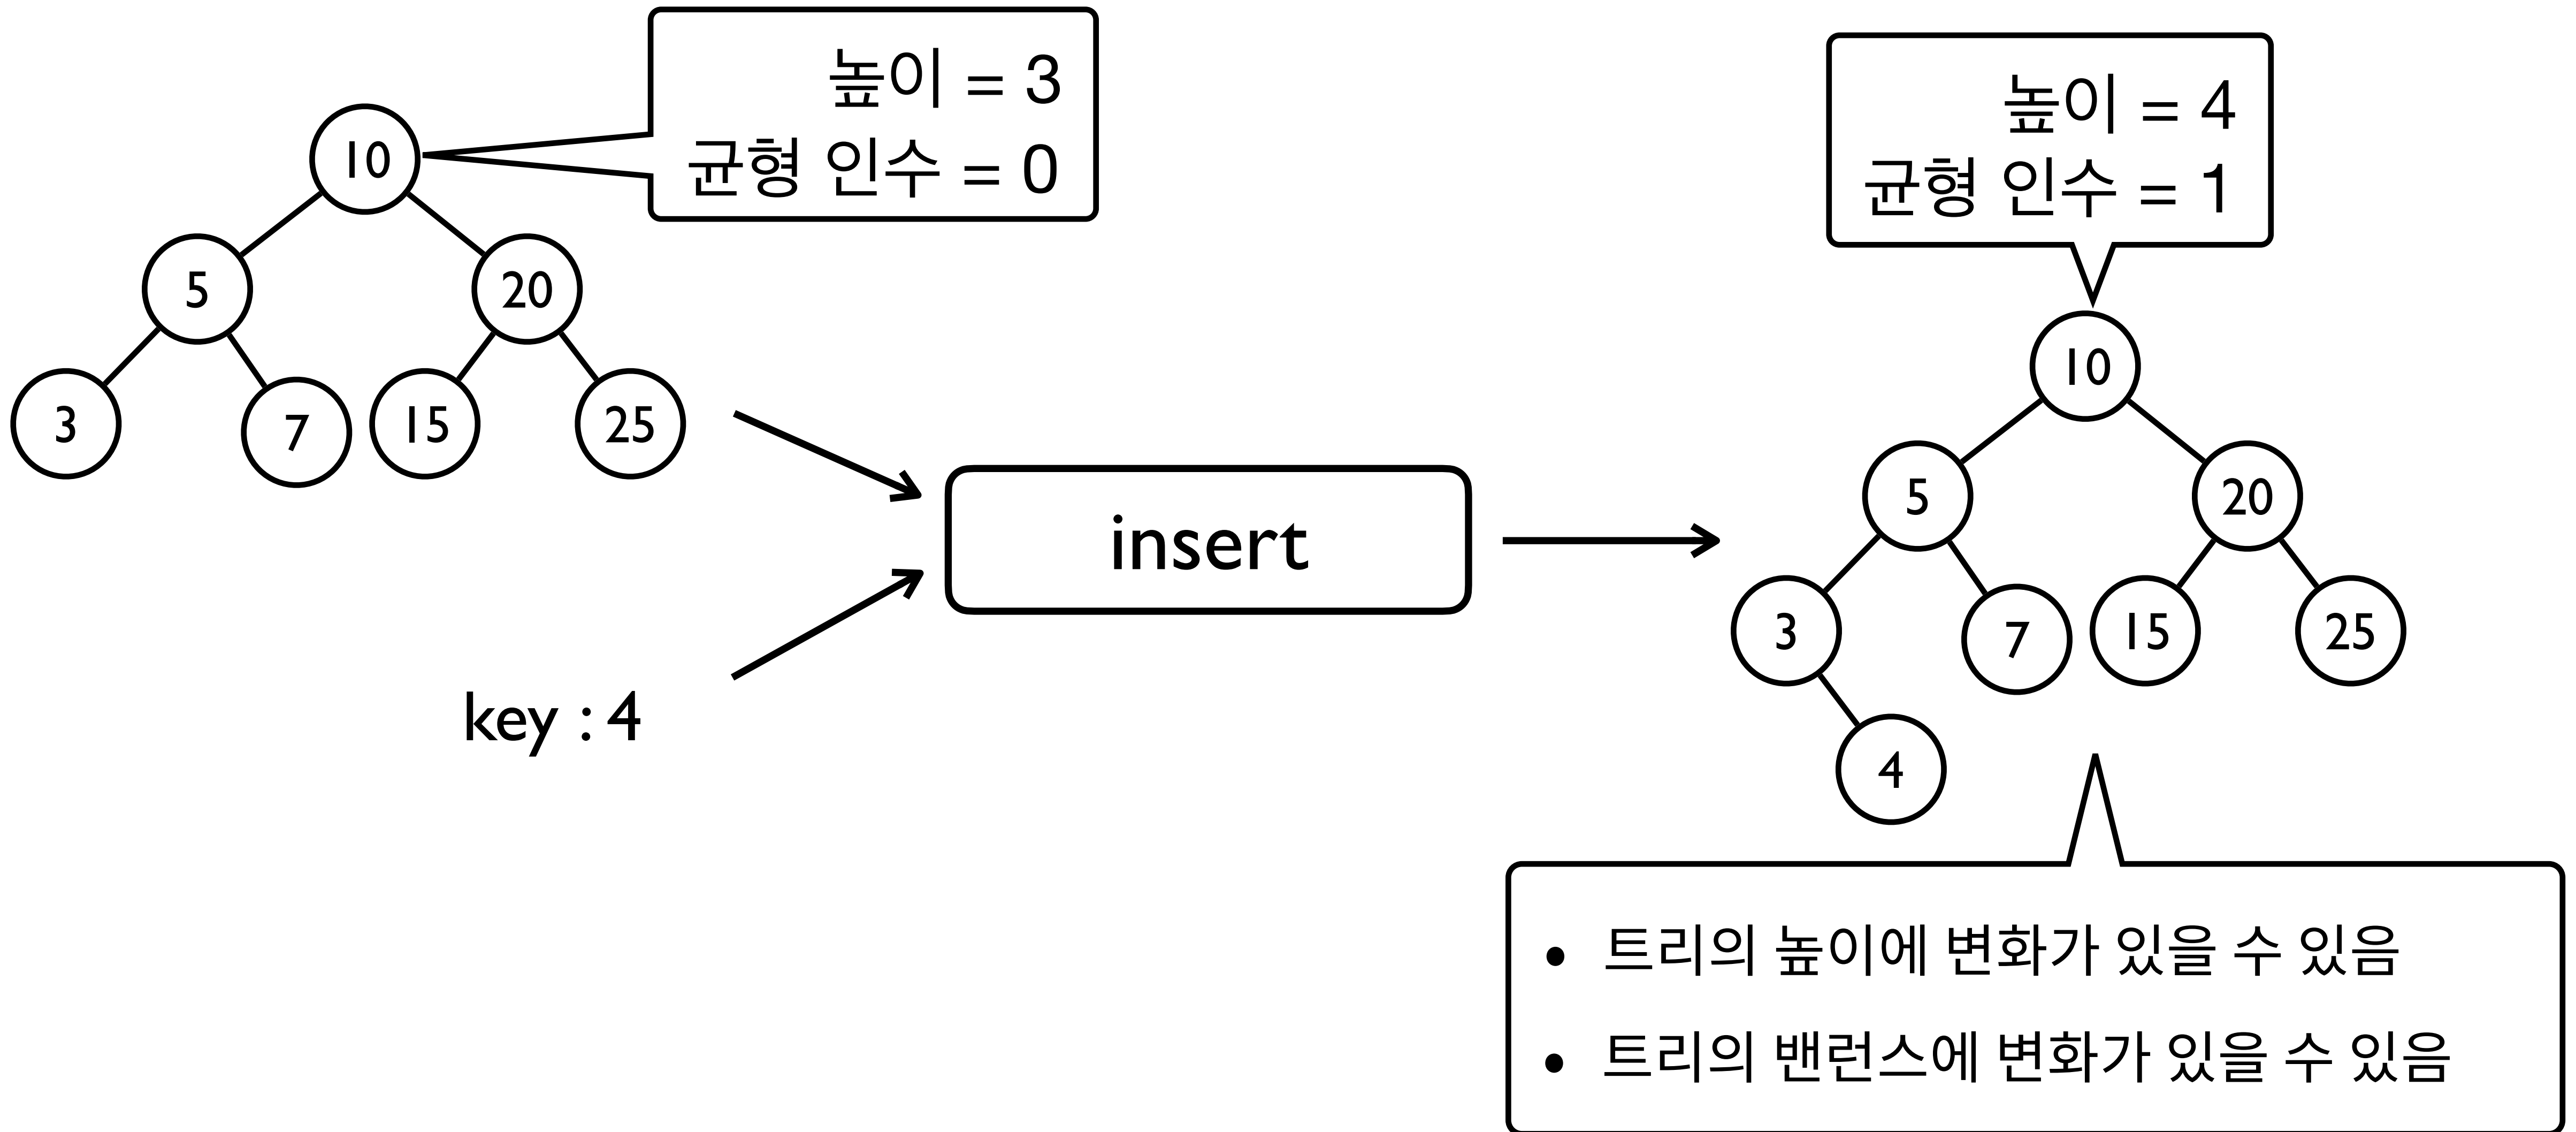 높이 = 3
균형 인수 = 0
10
5
20
3
7
15
25
key : 4
insert
높이 = 4
균형 인수 = 1
10
5
20
3
7
15
25
4
• 트리의 높이에 변화가 있을 수 있음
• 트리의 밸런스에 변화가 있을 수 있음